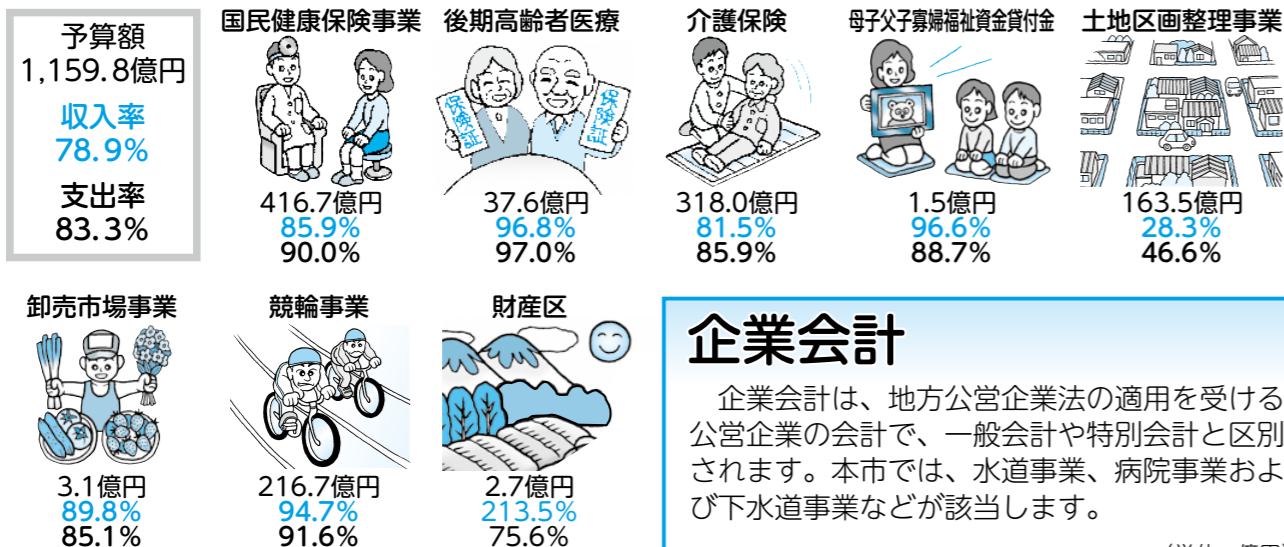 予算額
1,159.8億円
収入率
78.9%
支出率
83.3%
国民健康保険事業
416.7億円
85.9%
90.0%
後期高齢者医療
保険証
保険証
37.6億円
96.8%
97.0%
介護保険
318.0億円
81.5%
85.9%
母子父子寡婦福祉資金貸付金
1.5億円
96.6%
88.7%
土地区画整理事業
163.5億円
28.3%
46.6%
卸売市場事業
3.1億円
89.8%
85.1%
競輪事業
216.7億円
94.7%
91.6%
財産区
2.7億円
213.5%
75.6%
企業会計
企業会計は、地方公営企業法の適用を受ける
公営企業の会計で、一般会計や特別会計と区別
されます。本市では、水道事業、病院事業およ
び下水道事業などが該当します。